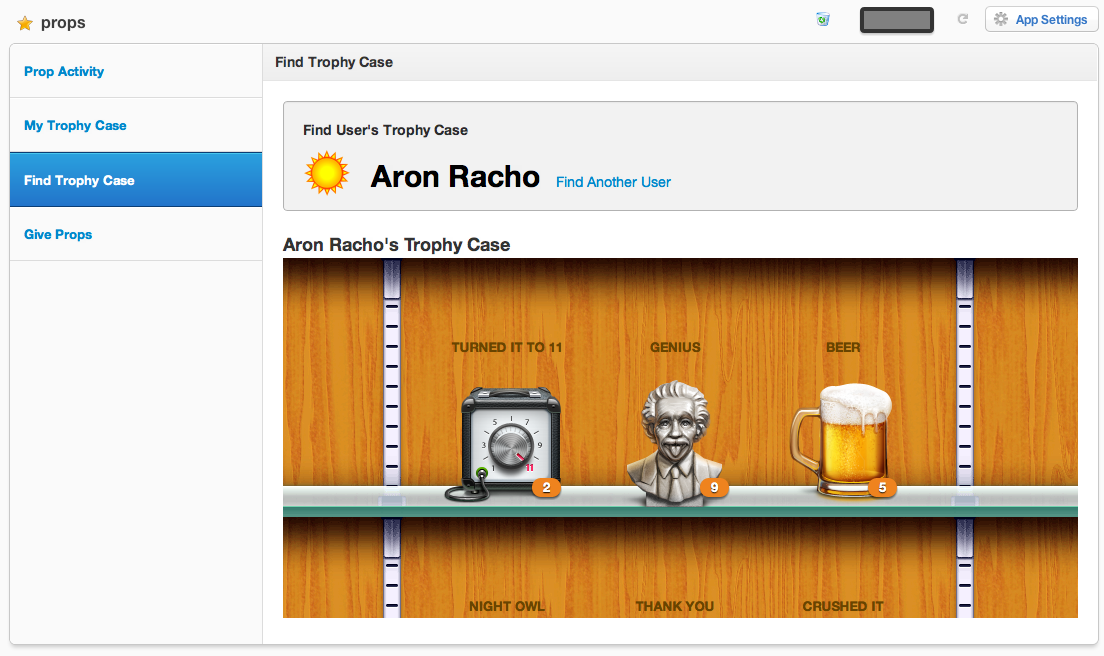 props
App Settings
Prop Activity
My Trophy Case
Find Trophy Case
Give Props
Find Trophy Case
Find User's Trophy Case
Aron Racho Find Another User
Aron Racho's Trophy Case
TURNED IT TO 11 GENIUS BEER
5 7
3 9
1 11
2 9 5
NIGHT OWL THANK YOU CRUSHED IT